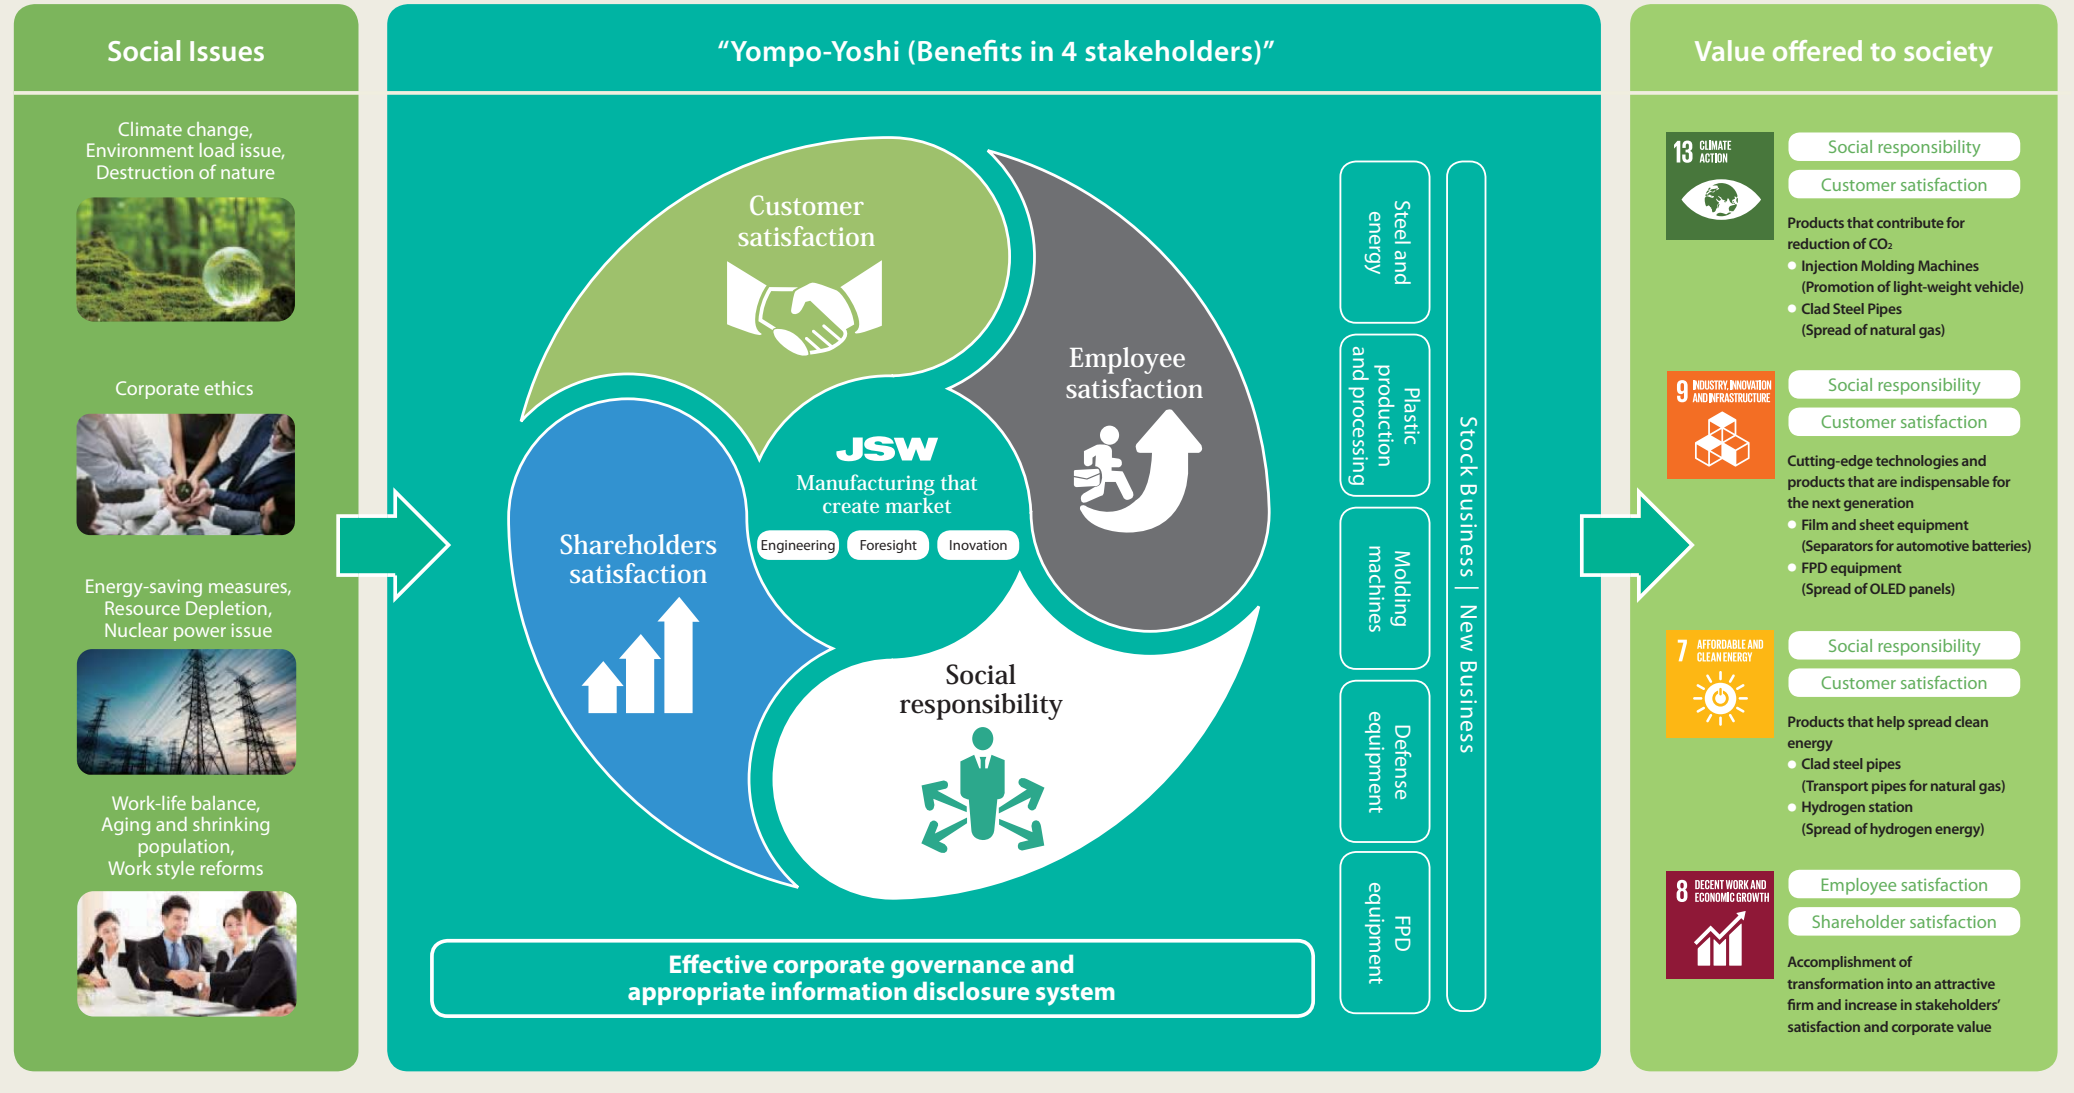 Social Issues
Climate change,
Environment load issue,
Destruction of nature
Corporate ethics
Energy-saving measures,
Resource Depletion,
Nuclear power issue
Work-life balance,
Aging and shrinking
population,
Work style reforms
“Yompo-Yoshi (Benefits in 4 stakeholders)”
Customer
satisfaction
Employee
satisfaction
Shareholders
satisfaction
JSW
Manufacturing that
create market
Engineering
Foresight
Inovation
Social
responsibility
Effective corporate governance and
appropriate information disclosure system
Steel and
energy
Plastic
production
and processing
Molding
machines
Defense
equipment
FPD
equipment
Stock Business | New Business
Value offered to society
13 CLIMATE
ACTION
Social responsibility
Customer satisfaction
Products that contribute for
reduction of CO₂
● Injection Molding Machines
(Promotion of light-weight vehicle)
● Clad Steel Pipes
(Spread of natural gas)
9 INDUSTRY, INNOVATION
AND INFRASTRUCTURE
Social responsibility
Customer satisfaction
Cutting-edge technologies and
products that are indispensable for
the next generation
● Film and sheet equipment
(Separators for automotive batteries)
● FPD equipment
(Spread of OLED panels)
7 AFFORDABLE AND
CLEAN ENERGY
Social responsibility
Customer satisfaction
Products that help spread clean
energy
● Clad steel pipes
(Transport pipes for natural gas)
● Hydrogen station
(Spread of hydrogen energy)
8 DECENT WORK AND
ECONOMIC GROWTH
Employee satisfaction
Shareholder satisfaction
Accomplishment of
transformation into an attractive
firm and increase in stakeholders’
satisfaction and corporate value